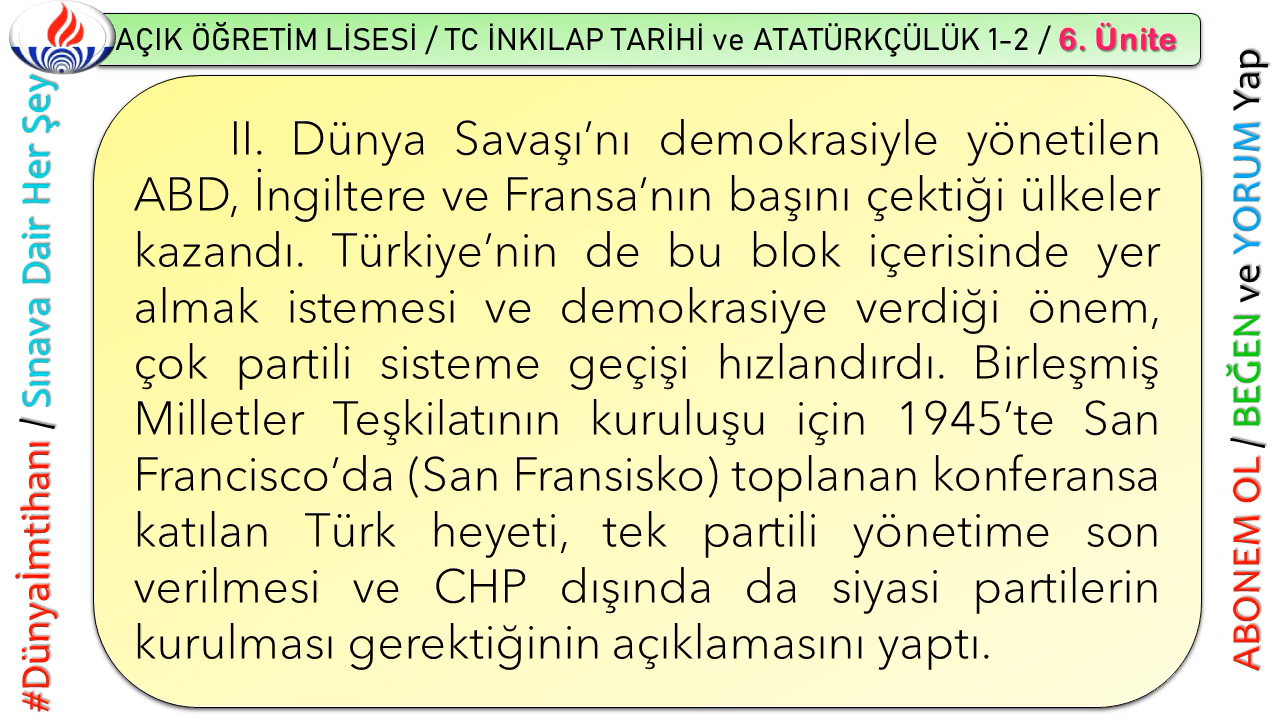 AÇIK ÖĞRETİM LİSESİ / TC İNKILAP TARİHİ ve ATATÜRKÇÜLÜK 1-2 / 6. Ünite
#Dünyaİmtihanı / Sınava Dair Her Şey
II. Dünya Savaşı’nı demokrasiyle yönetilen
ABD, İngiltere ve Fransa’nın başını çektiği ülkeler
kazandı. Türkiye’nin de bu blok içerisinde yer
almak istemesi ve demokrasiye verdiği önem,
çok partili sisteme geçişi hızlandırdı. Birleşmiş
Milletler Teşkilatının kuruluşu için 1945’te San
Francisco’da (San Fransisko) toplanan konferansa
katılan Türk heyeti, tek partili yönetime son
verilmesi ve CHP dışında da siyasi partilerin
kurulması gerektiğinin açıklamasını yaptı.
ABONEM OL / BEĞEN ve YORUM Yap